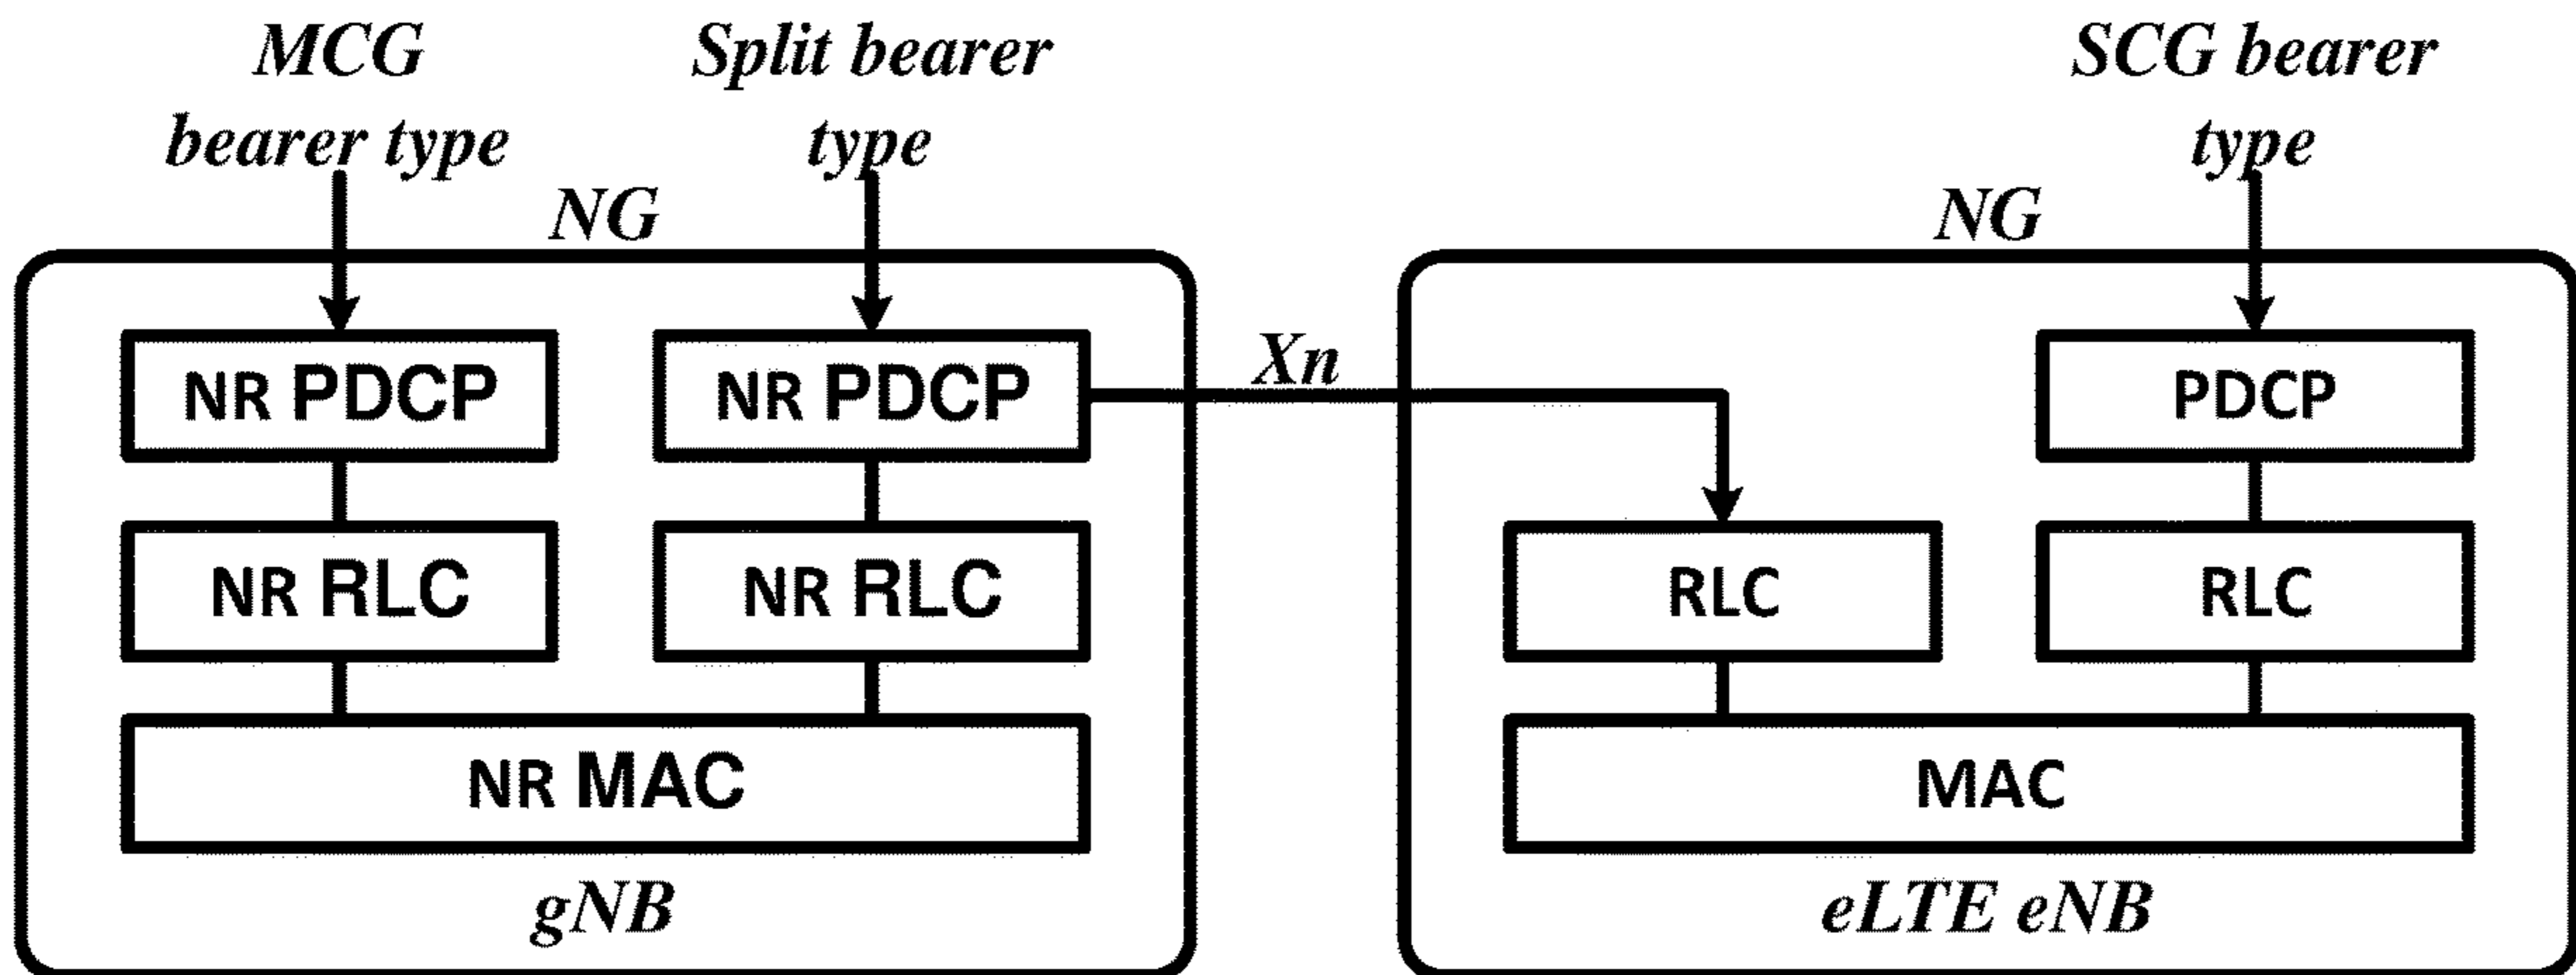 MCG
bearer type
Split bearer
type
SCG bearer
type
NG
NG
NR PDCP
NR PDCP
Xn
PDCP
NR RLC
NR RLC
RLC
RLC
NR MAC
MAC
gNB
eLTE eNB